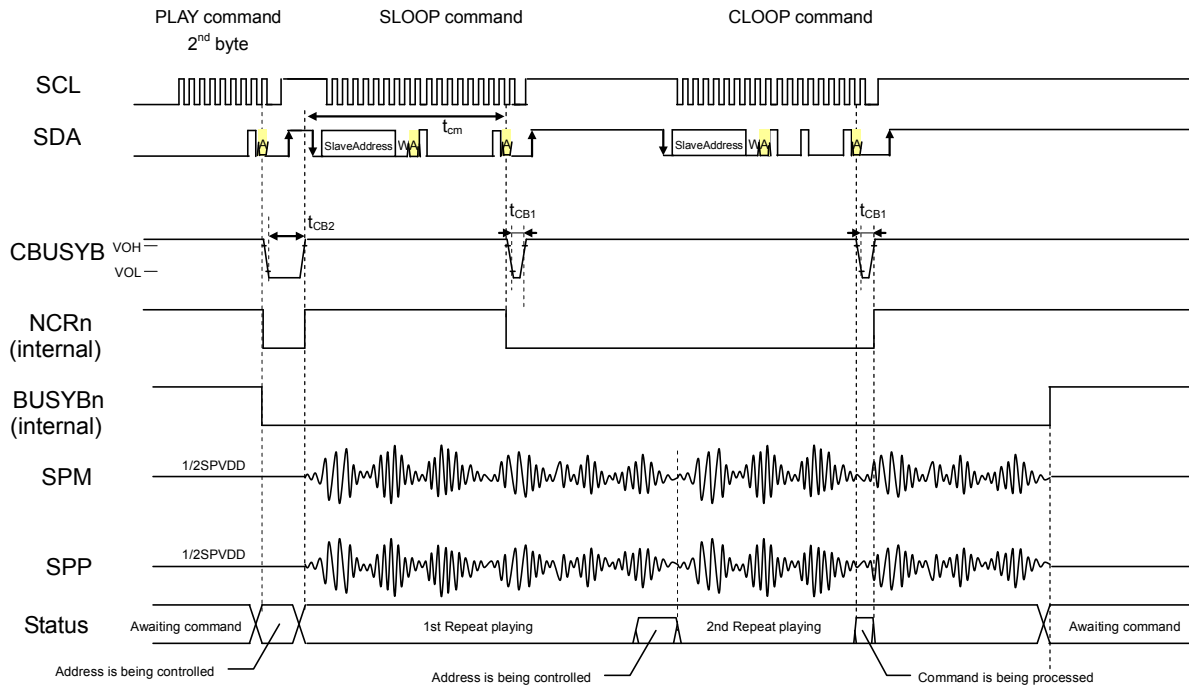 PLAY command SLOOP command CLOOP command
2nd byte
SCL
SDA A SlaveAddress W A A SlaveAddress W A A
tcm
tCB2 tCB1 tCB1
CBUSYB VOH
VOL
NCRn
(internal)
BUSYBn
(internal)
SPM 1/2SPVDD
SPP 1/2SPVDD
Status Awaiting command 1st Repeat playing 2nd Repeat playing Awaiting command
Address is being controlled Address is being controlled Command is being processed